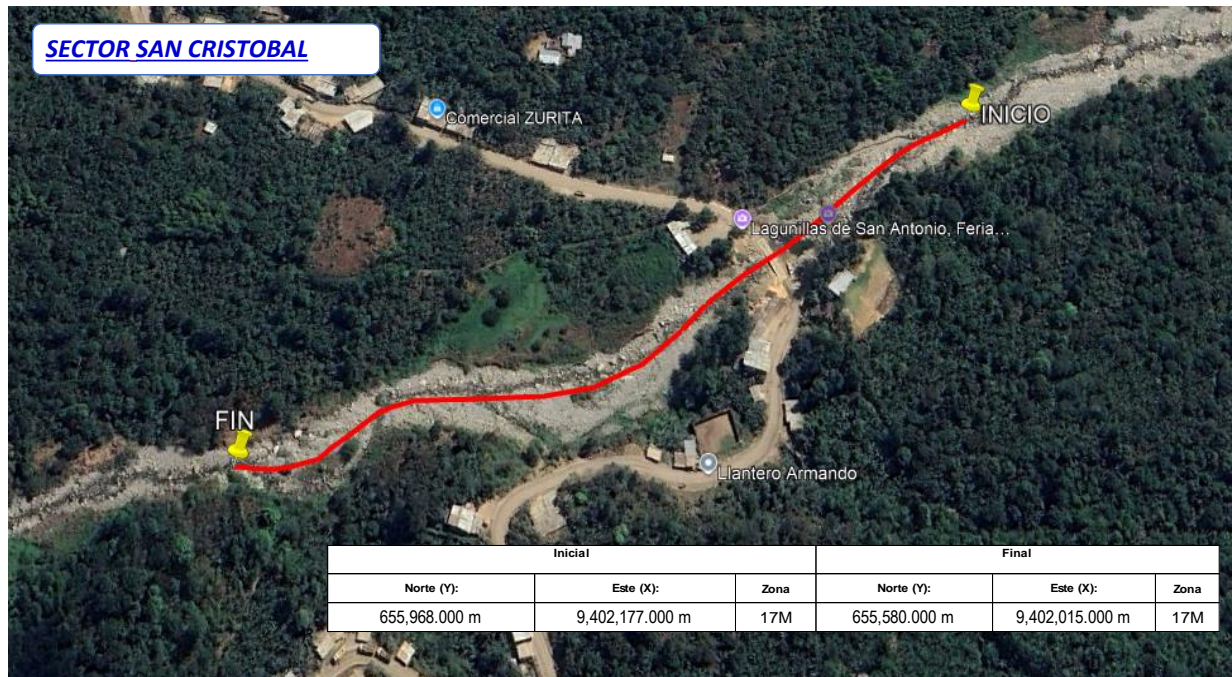 SECTOR SAN CRISTOBAL
Comercial ZURITA
INICIO
Lagunillas de San Antonio, Feria...
FIN
Llantero Armando
Inicial Final
Norte (Y): Este (X): Zona Norte (Y): Este (X): Zona
655,968.000 m 9,402,177.000 m 17M 655,580.000 m 9,402,015.000 m 17M